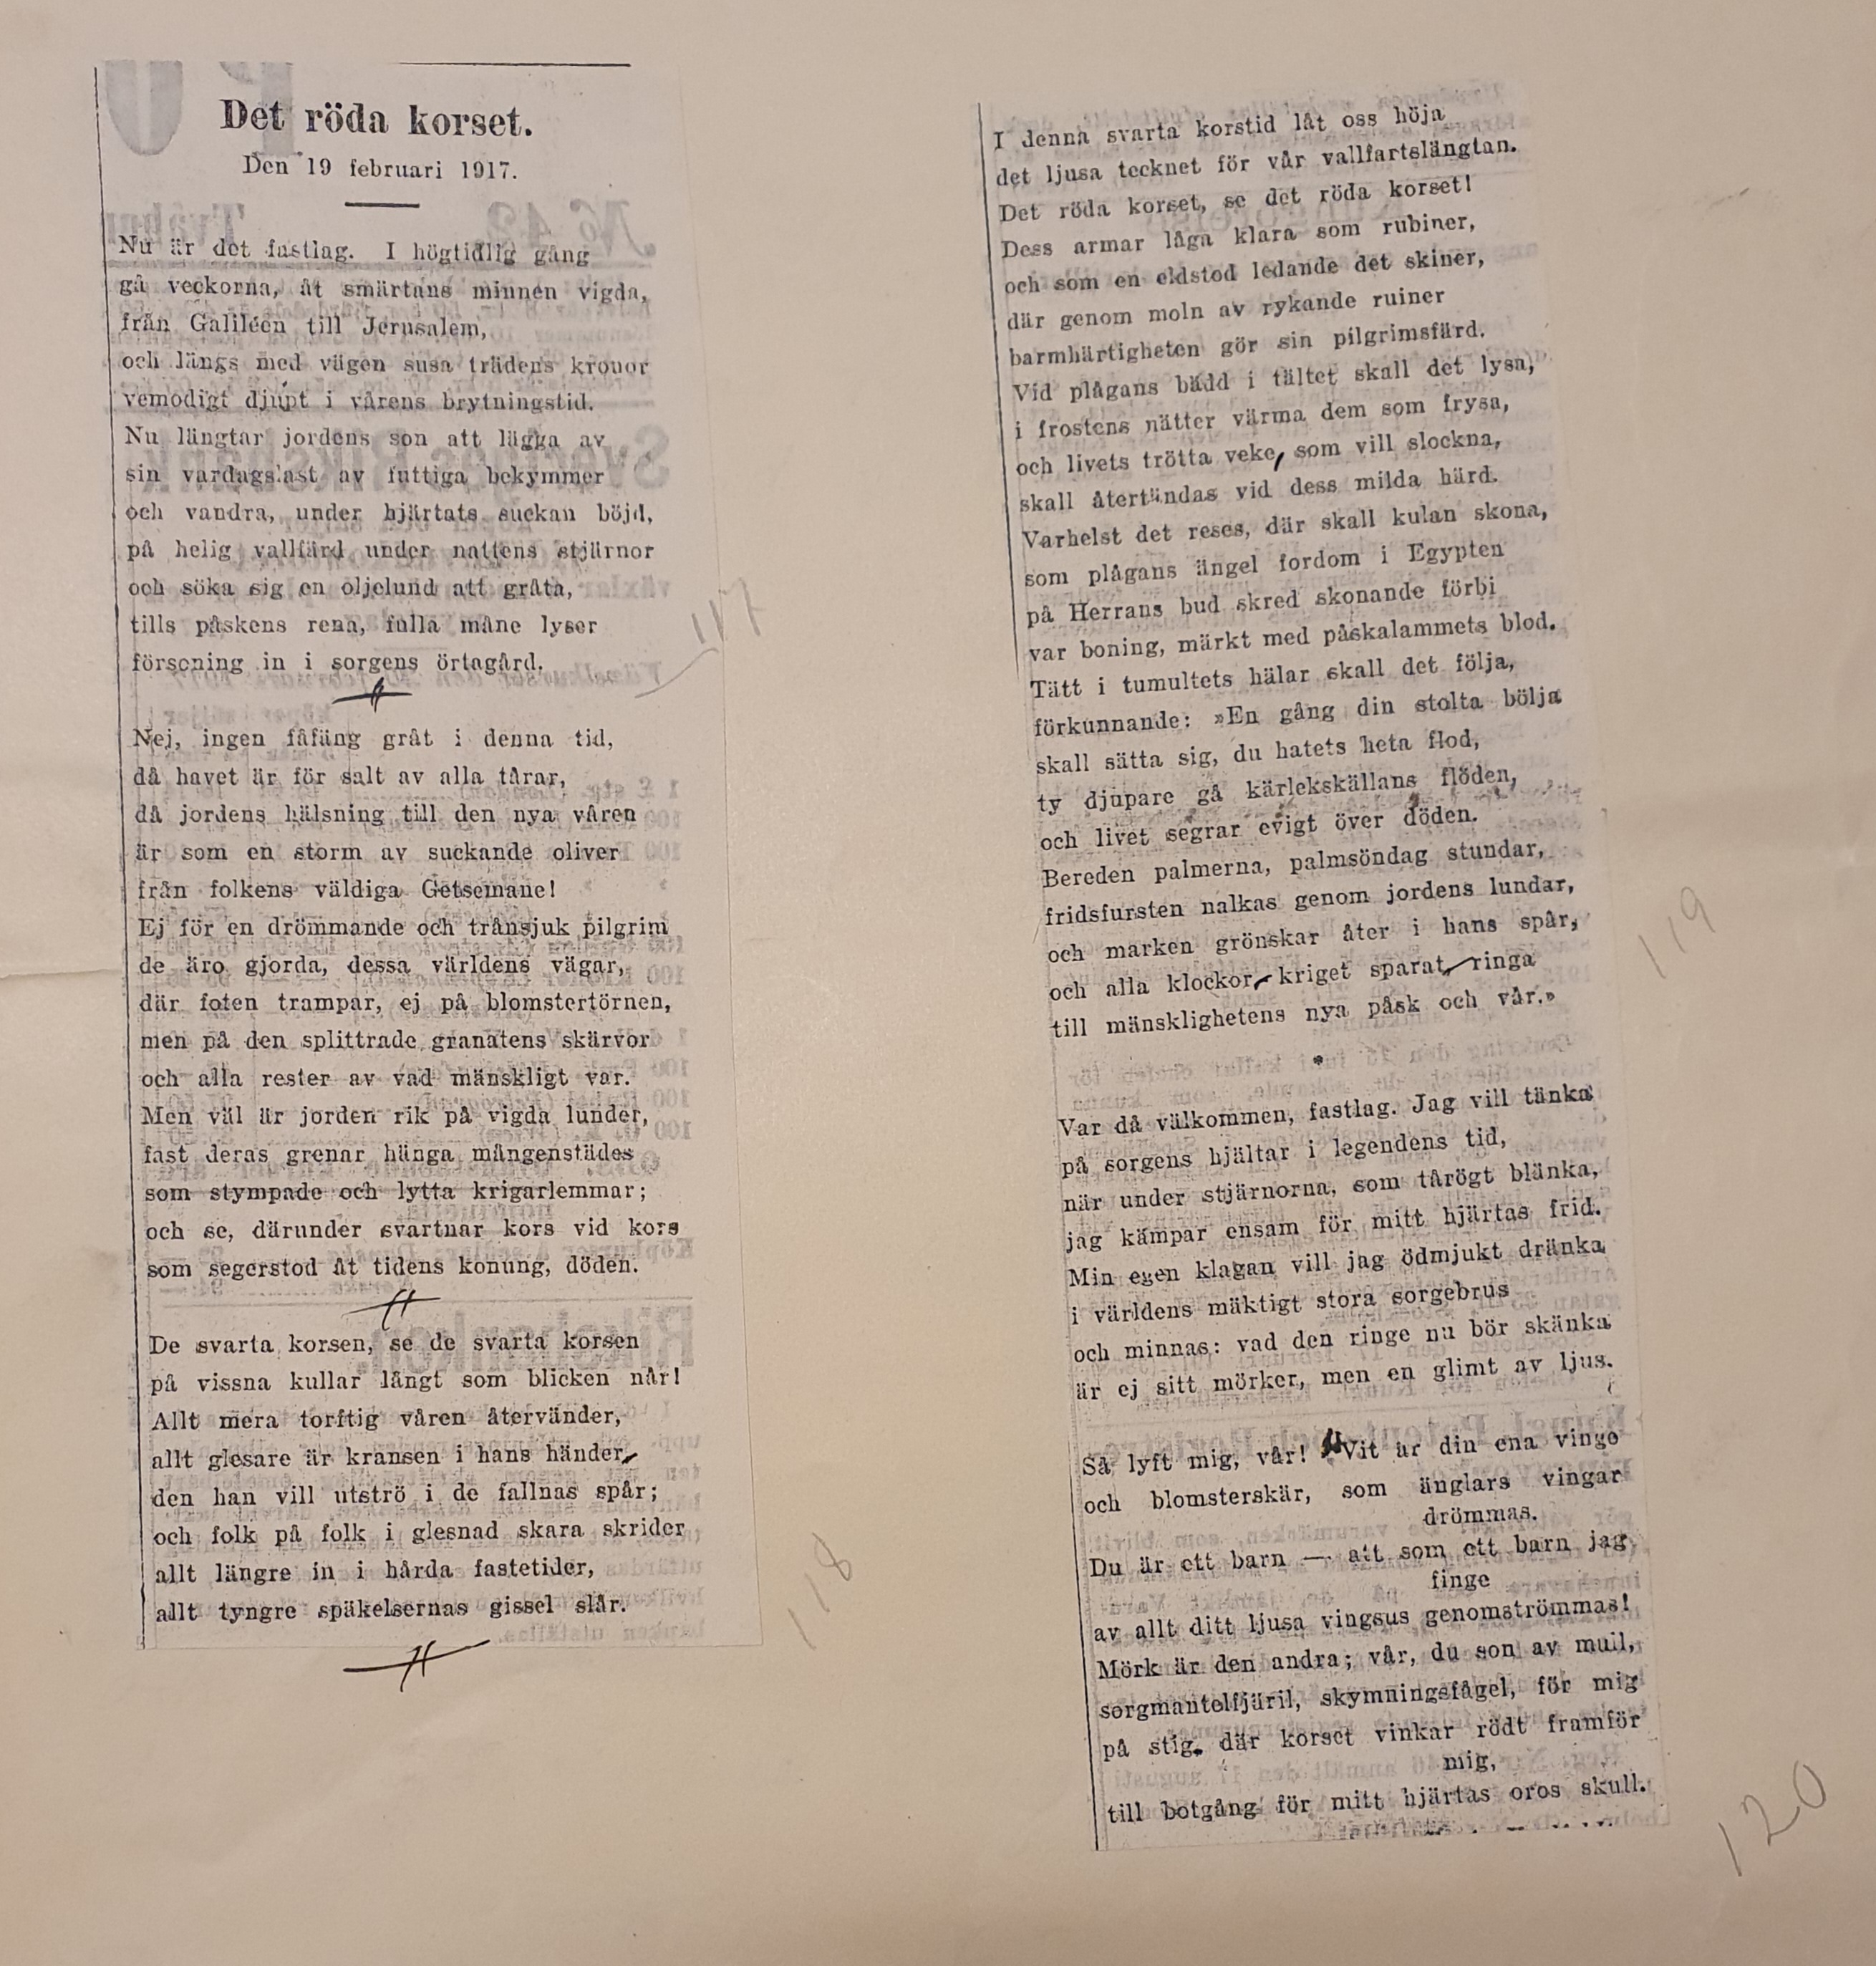 Det röda korset.
Den 19 februari 1917.
Nu är det fastlag. I högtidlig gång
gå veckorna, åt smärtans minnen vigda,
från Galiléen till Jerusalem,
och längs med vägen susa trädens kronor
vemodigt djupt i vårens brytningstid.
Nu längtar jordens son att lägga av
sin vardagslast av futtiga bekymmer
och vandra, under hjärtats suckan böjd,
på helig vallfärd under nattens stjärnor
och söka sig en oljelund att gråta,
tills påskens rena, fulla måne lyser
försoning in i sorgens örtagård.
117
Nej, ingen fåfäng gråt i denna tid,
då havet är för salt av alla tårar,
då jordens hälsning till den nya våren
är som en storm av suckande oliver
från folkens väldiga Getsemane!
Ej för en drömmande och trånsjuk pilgrim
de äro gjorda, dessa världens vägar,
där foten trampar, ej på blomstertörnen,
men på den splittrade granatens skärvor
och alla rester av vad mänskligt var.
Men väl är jorden rik på vigda lunder,
fast deras grenar hänga mångenstädes
som stympade och lytta krigarlemmar;
och se, därunder svartnar kors vid kors
som segerstod åt tidens konung, döden.
De svarta korsen, se de svarta korsen
på vissna kullar långt som blicken når!
Allt mera torftig våren återvänder,
allt glesare är kransen i hans händer,
den han vill utströ i de fallnas spår;
och folk på folk i glesnad skara skrider
allt längre in i hårda fastetider,
allt tyngre späkelsernas gissel slår.
118
I denna svarta korstid låt oss höja
det ljusa tecknet för vår vallfartslängtan.
Det röda korset, se det röda korset!
Dess armar låga klara som rubiner,
och som en eldstod ledande det skiner,
där genom moln av rykande ruiner
barmhärtigheten gör sin pilgrimsfärd.
Vid plågans bädd i tältet skall det lysa,
i frostens nätter värma dem som frysa,
och livets trötta veke, som vill slockna,
skall återtändas vid dess milda härd.
Varhelst det reses, där skall kulan skona,
som plågans ängel fordom i Egypten
på Herrans bud skred skonande förbi
var boning, märkt med påskalammets blod.
Tätt i tumultets hälar skall det följa,
förkunnande: »En gång din stolta bölja
skall sätta sig, du hatets heta flod,
ty djupare gå kärlekskällans flöden,
och livet segrar evigt över döden.
Bereden palmerna, palmsöndag stundar,
fridsfursten nalkas genom jordens lundar,
och marken grönskar åter i hans spår,
och alla klockor, kriget sparat, ringa
till mänsklighetens nya påsk och vår.»
119
*
Var då välkommen, fastlag. Jag vill tänka
på sorgens hjältar i legendens tid,
när under stjärnorna, som tårögt blänka,
jag kämpar ensam för mitt hjärtas frid.
Min egen klagan vill jag ödmjukt dränka
i världens mäktigt stora sorgebrus
och minnas: vad den ringe nu bör skänka
är ej sitt mörker, men en glimt av ljus.
Så lyft mig, vår! Vit är din ena vinge
och blomsterskär, som änglars vingar
drömmas.
Du är ett barn — att som ett barn jag
finge
av allt ditt ljusa vingsus genomströmmas!
Mörk är den andra; vår, du son av mull,
sorgmantelfjäril, skymningsfågel, för mig
på stig, där korset vinkar rödt framför
mig,
till botgång för mitt hjärtas oros skull.
120